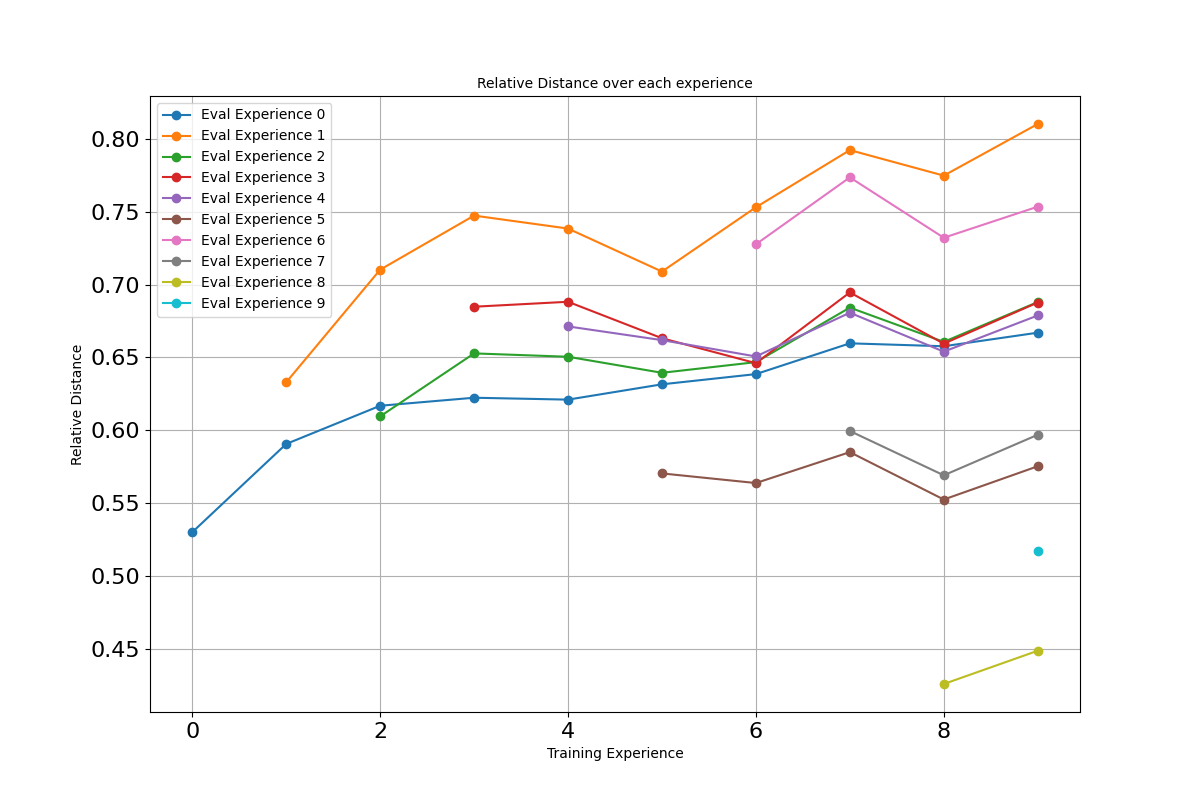 Relative Distance over each experience
Eval Experience 0
Eval Experience 1
Eval Experience 2
Eval Experience 3
Eval Experience 4
Eval Experience 5
Eval Experience 6
Eval Experience 7
Eval Experience 8
Eval Experience 9
Relative Distance
0.80
0.75
0.70
0.65
0.60
0.55
0.50
0.45
0 2 4 6 8
Training Experience